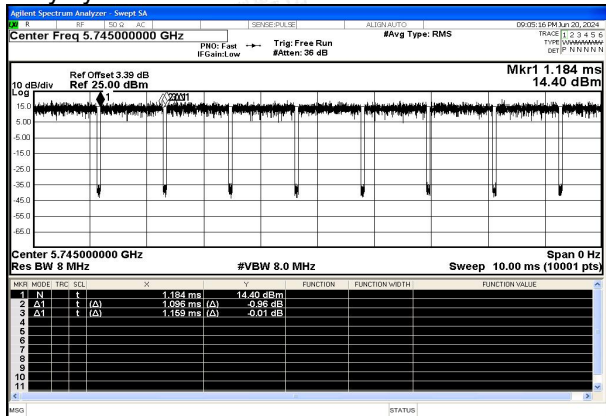 Agilent Spectrum Analyzer - Swept SA
R RF 50 Ω AC SENSE:PULSE ALIGN AUTO 09:05:16 PM Jun 20, 2024
Center Freq 5.745000000 GHz #Avg Type: RMS TRACE 1 2 3 4 5 6
PNO: Fast Trig: Free Run TYPE WWWWWW
IFGain:Low #Atten: 36 dB DET P N N N N N
Mkr1 1.184 ms
Ref Offset 3.39 dB
10 dB/div Ref 25.00 dBm 14.40 dBm
Log
1
15.0
5.00
-5.00
-15.0
-25.0
-35.0
-45.0
-55.0
-65.0
Center 5.745000000 GHz Span 0 Hz
Res BW 8 MHz #VBW 8.0 MHz Sweep 10.00 ms (10001 pts)
MKR MODE TRC SCL X Y FUNCTION FUNCTION WIDTH FUNCTION VALUE
1 N t 1.184 ms 14.40 dBm
2 Δ1 t (Δ) 1.096 ms (Δ) -0.96 dB
3 Δ1 t (Δ) 1.159 ms (Δ) -0.01 dB
4
5
6
7
8
9
10
11
MSG STATUS